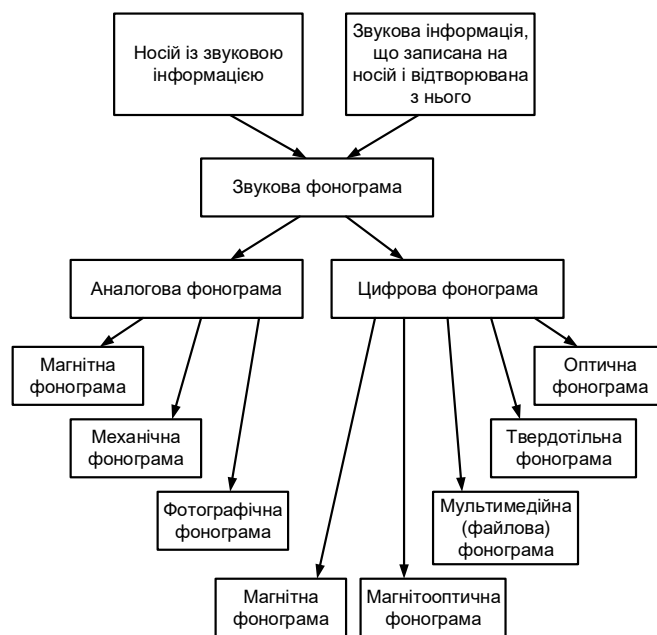 Носій із звуковою
інформацією
Звукова інформація,
що записана на
носій і відтворювана
з нього
Звукова фонограма
Аналогова фонограма
Цифрова фонограма
Магнітна
фонограма
Оптична
фонограма
Механічна
фонограма
Твердотільна
фонограма
Фотографічна
фонограма
Мультимедійна
(файлова)
фонограма
Магнітна
фонограма
Магнітооптична
фонограма